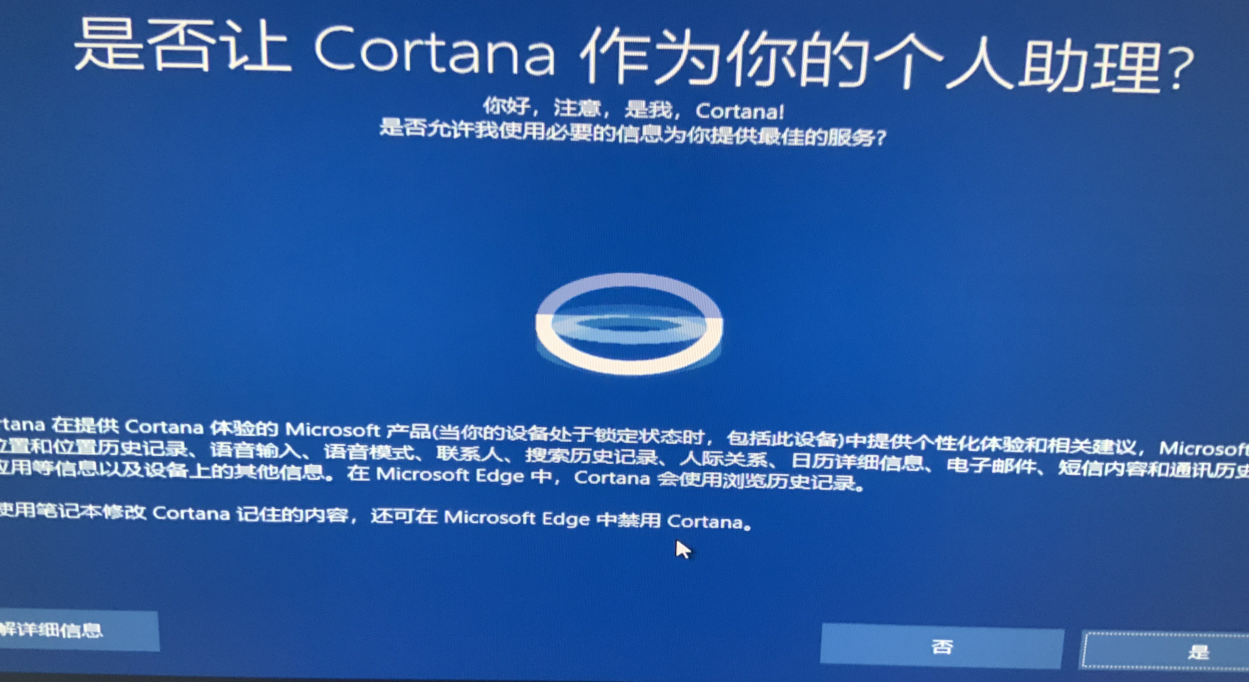 是否让 Cortana 作为你的个人助理?
你好，注意，是我，Cortana!
是否允许我使用必要的信息为你提供最佳的服务?
rtana 在提供 Cortana 体验的 Microsoft 产品(当你的设备处于锁定状态时，包括此设备)中提供个性化体验和相关建议，Microsoft
位置和位置历史记录、语音输入、语音模式、联系人、搜索历史记录、人际关系、日历详细信息、电子邮件、短信内容和通讯历史
应用等信息以及设备上的其他信息。在 Microsoft Edge 中，Cortana 会使用浏览历史记录。
使用笔记本修改 Cortana 记住的内容，还可在 Microsoft Edge 中禁用 Cortana。
解详细信息
否
是